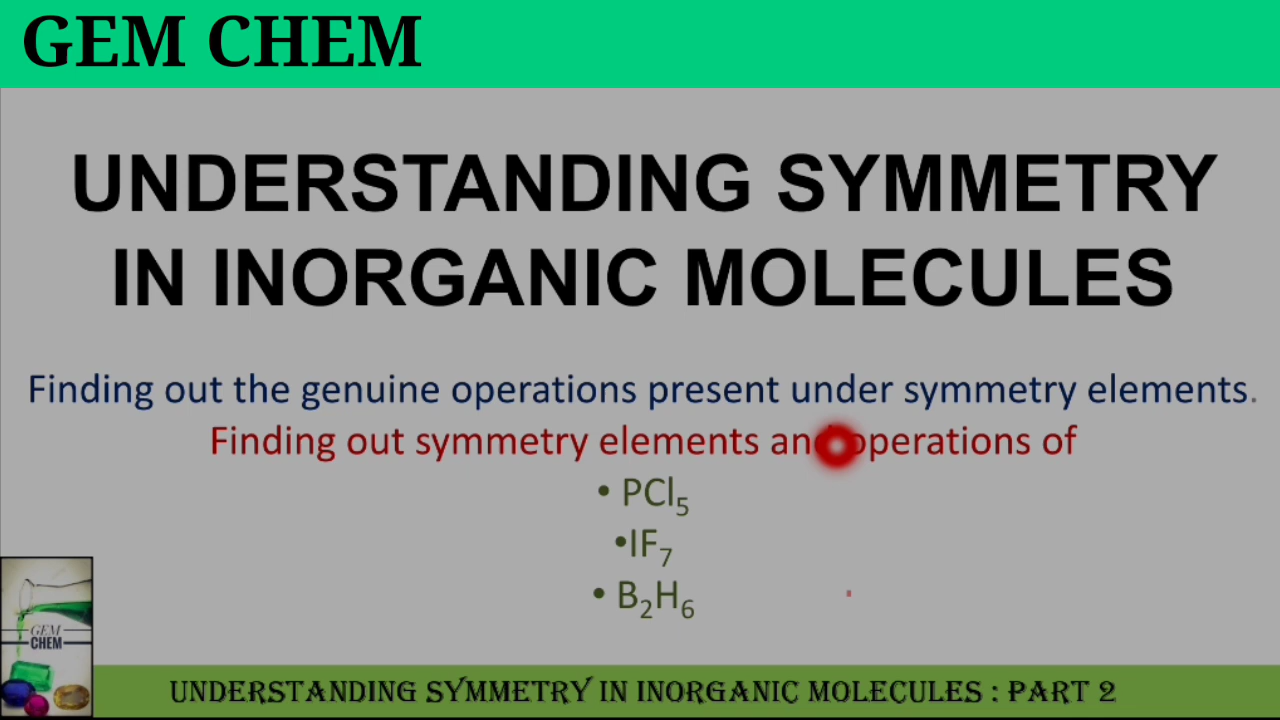 GEM CHEM
UNDERSTANDING SYMMETRY
IN INORGANIC MOLECULES
Finding out the genuine operations present under symmetry elements.
Finding out symmetry elements and operations of
• PCl₅
•IF₇
• B₂H₆
GEM
CHEM
UNDERSTANDING SYMMETRY IN INORGANIC MOLECULES : PART 2